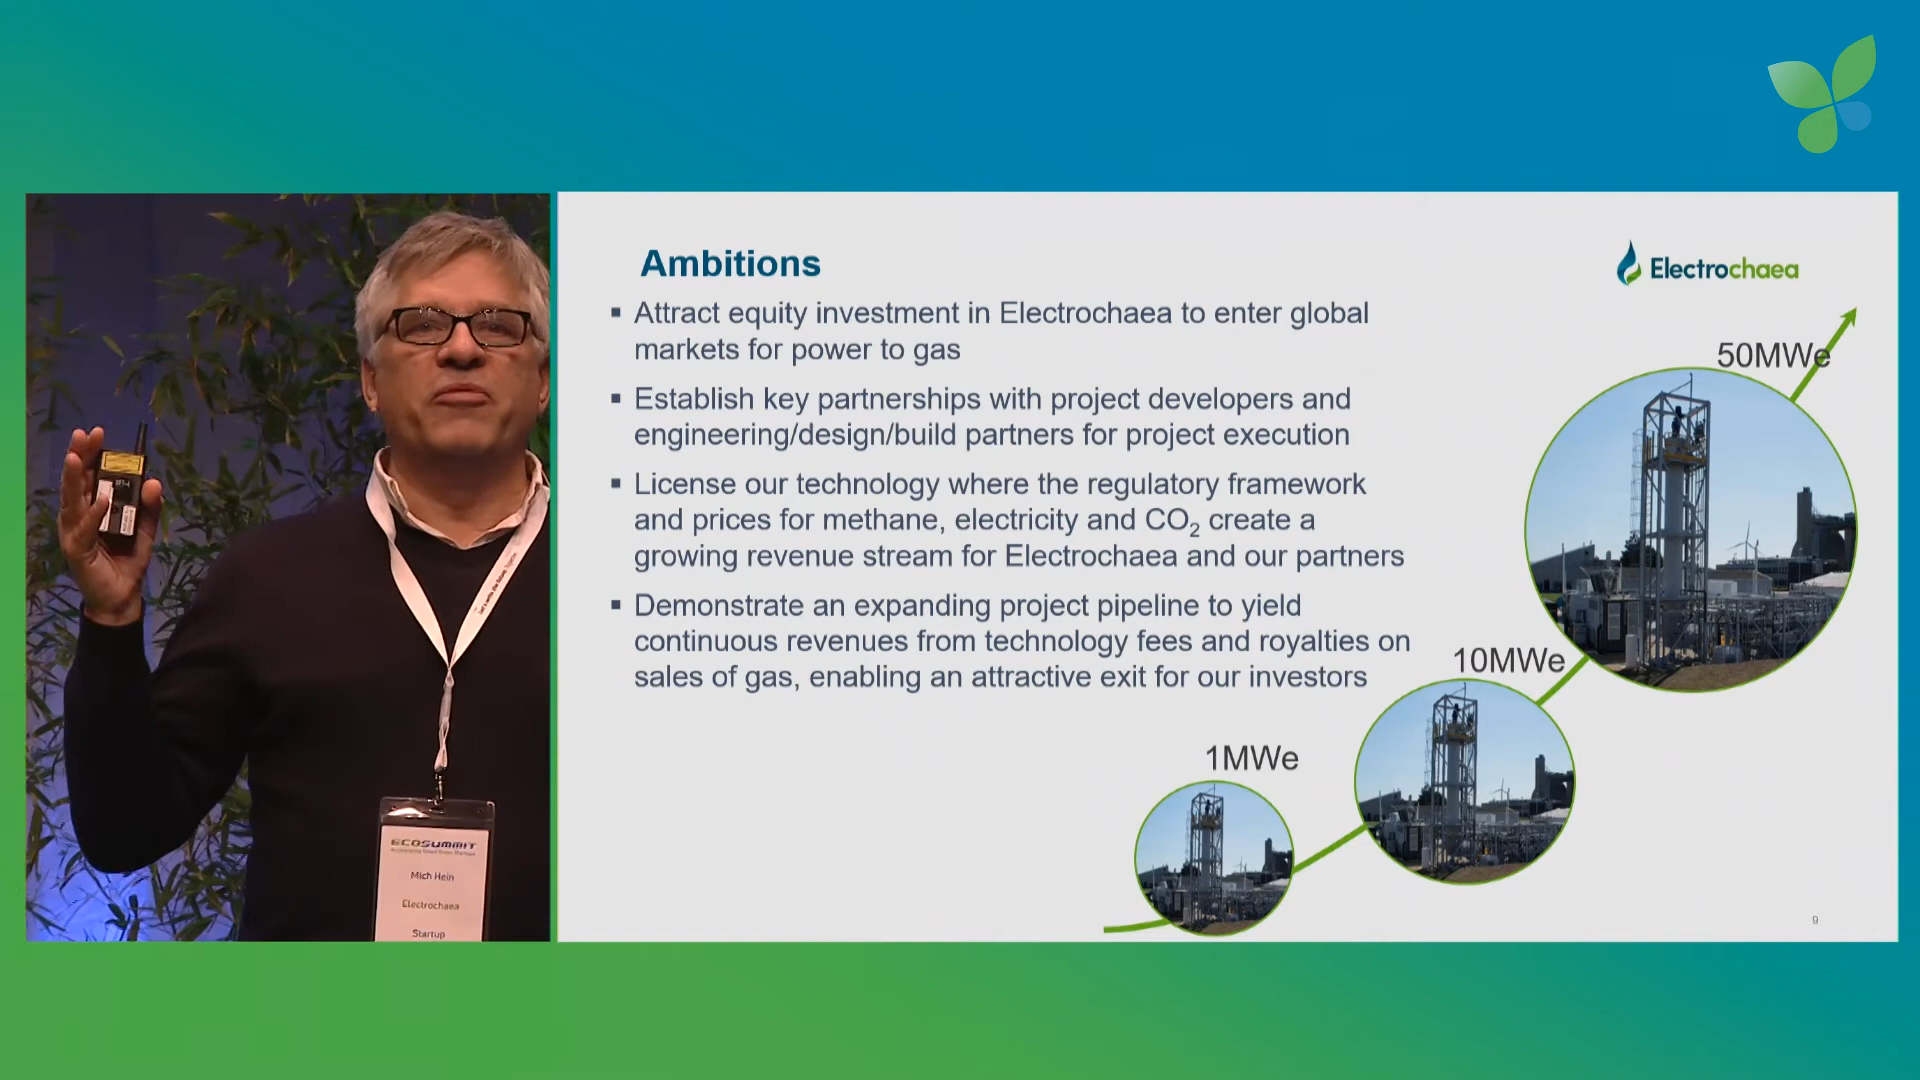 Ambitions
Electrochaea
▪ Attract equity investment in Electrochaea to enter global
markets for power to gas
▪ Establish key partnerships with project developers and
engineering/design/build partners for project execution
▪ License our technology where the regulatory framework
and prices for methane, electricity and CO₂ create a
growing revenue stream for Electrochaea and our partners
▪ Demonstrate an expanding project pipeline to yield
continuous revenues from technology fees and royalties on
sales of gas, enabling an attractive exit for our investors
50MWe
10MWe
1MWe
9
ECOSUMMIT
Mich Hein
Electrochaea
Startup